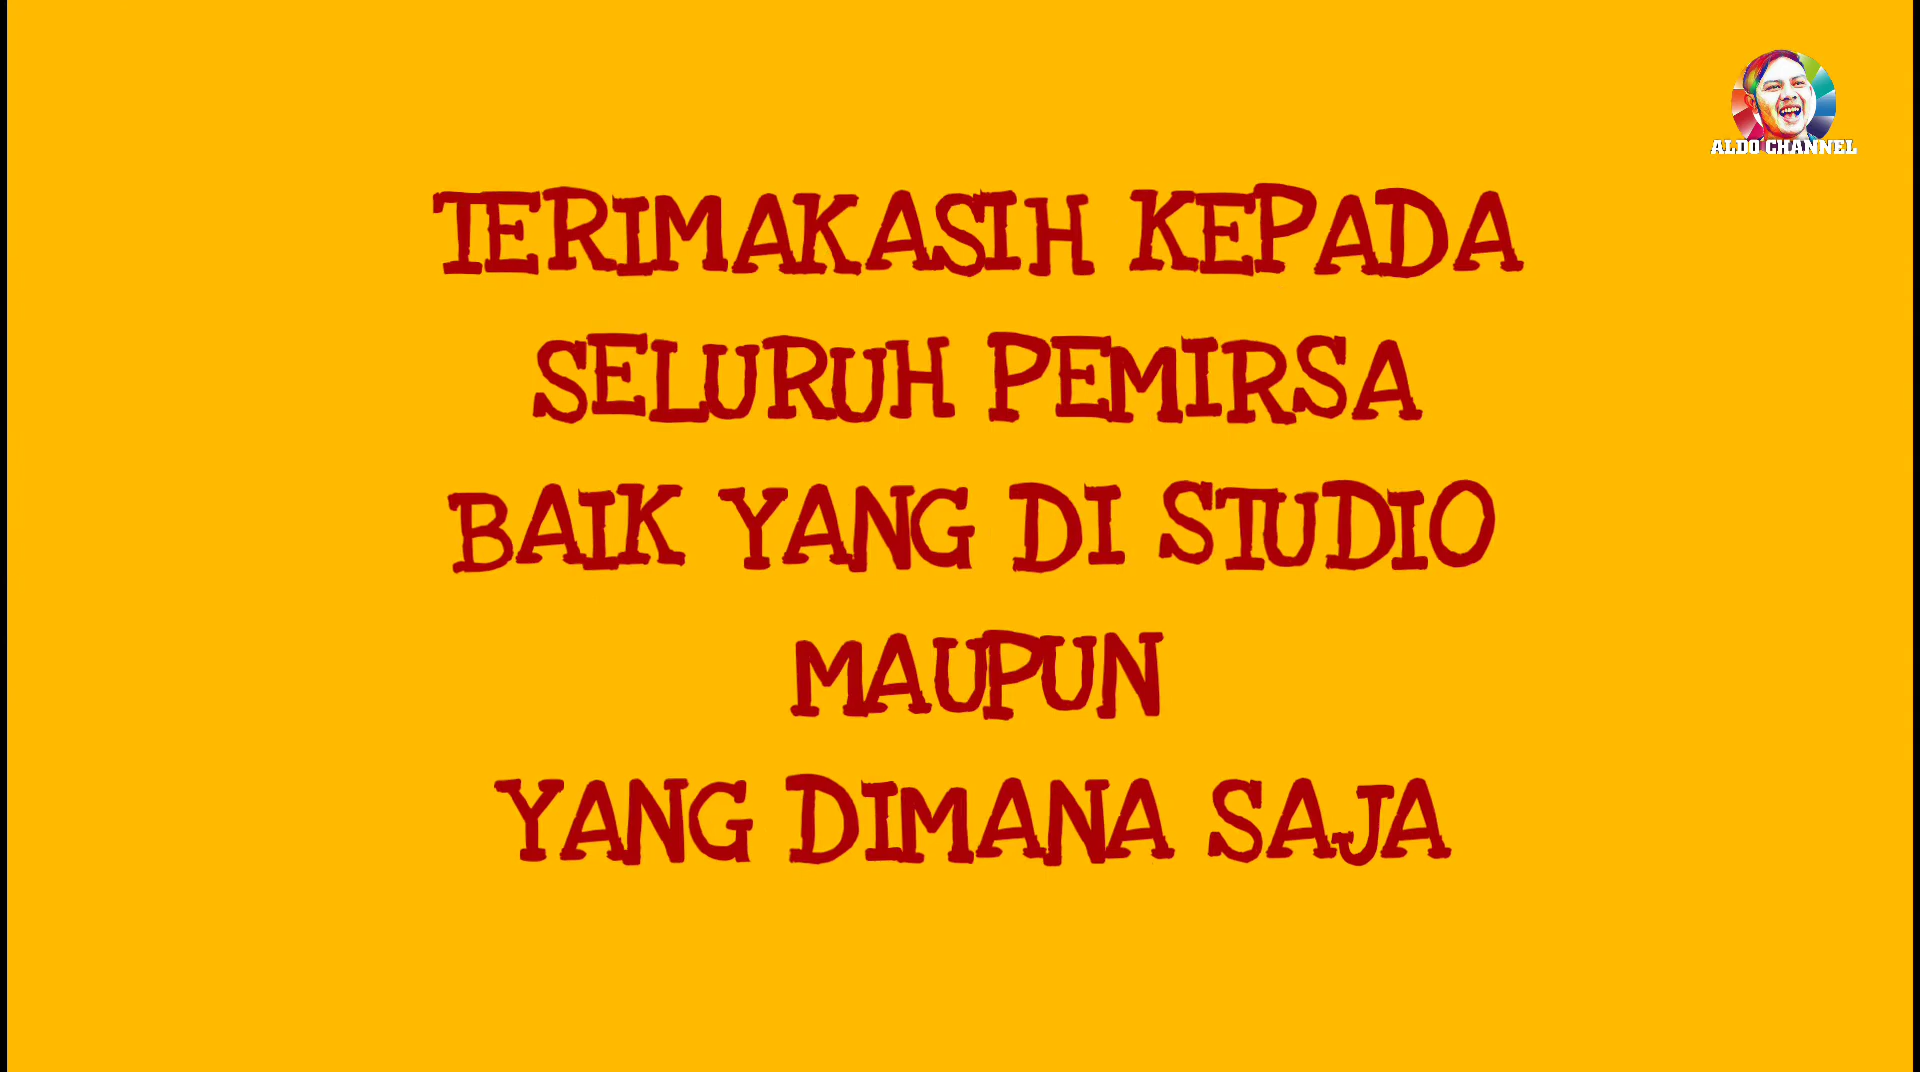 ALDO CHANNEL
TERIMAKASIH KEPADA
SELURUH PEMIRSA
BAIK YANG DI STUDIO
MAUPUN
YANG DIMANA SAJA